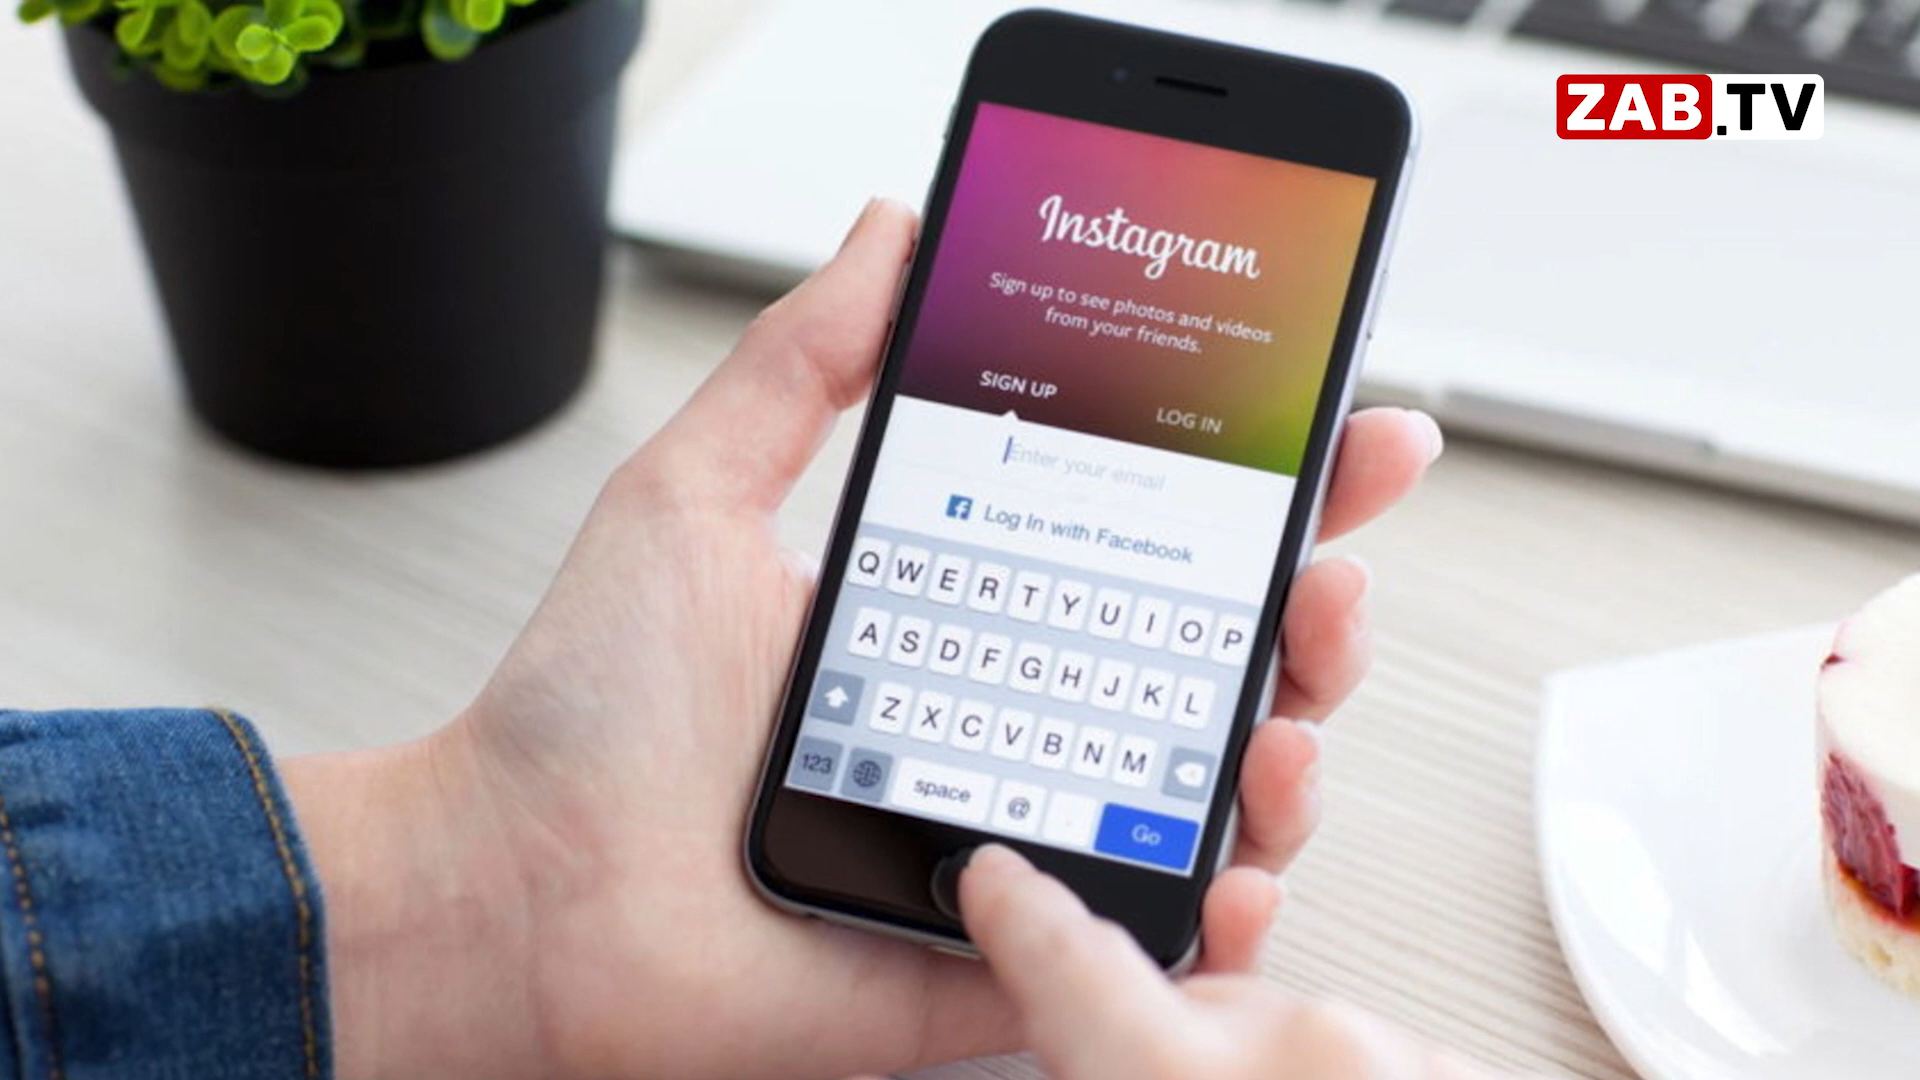 ZAB.TV
Instagram
Sign up to see photos and videos
from your friends.
SIGN UP
LOG IN
Enter your email
Log In with Facebook
Q W E R T Y U I O P
A S D F G H J K L
Z X C V B N M
123 space @ . Go